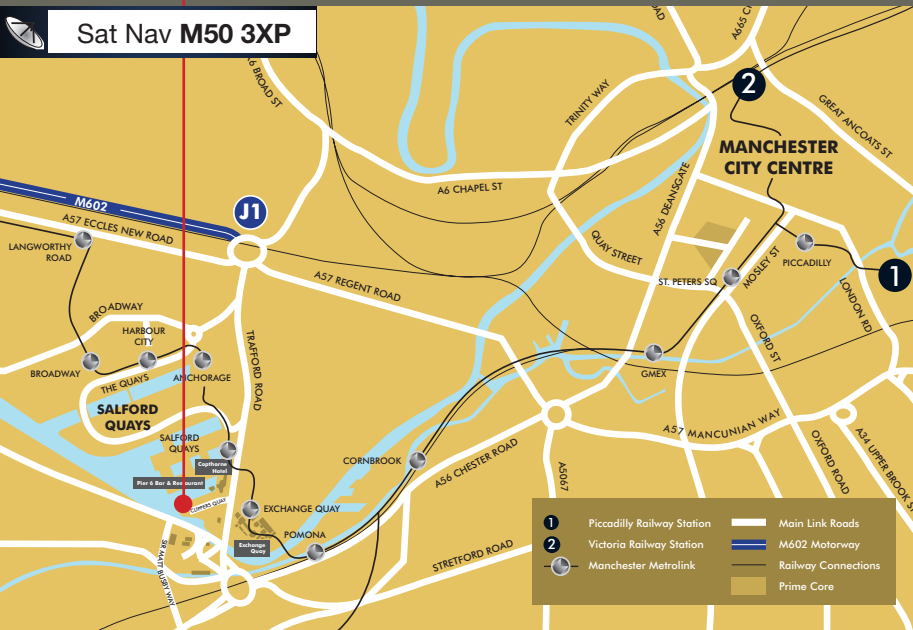 Sat Nav M50 3XP
A6 BROAD ST
A665 C
TRINITY WAY
2
GREAT ANCOATS ST
MANCHESTER
CITY CENTRE
A6 CHAPEL ST
A56 DEANSGATE
M602
J1
A57 ECCLES NEW ROAD
LANGWORTHY
ROAD
QUAY STREET
ST. PETERS SQ
MOSLEY ST
PICCADILLY
1
A57 REGENT ROAD
LONDON RD
BROADWAY
HARBOUR
CITY
TRAFFORD ROAD
OXFORD ST
BROADWAY
THE QUAYS
ANCHORAGE
GMEX
SALFORD
QUAYS
A57 MANCUNIAN WAY
SALFORD
QUAYS
Copthorne
Hotel
CORNBROOK
A56 CHESTER ROAD
A5067
OXFORD ROAD
A34 UPPER BROOK ST
Pier 6 Bar & Restaurant
CLIPPERS QUAY
EXCHANGE QUAY
POMONA
Exchange
Quay
SIR MATT BUSBY WAY
STRETFORD ROAD
1 Piccadilly Railway Station
2 Victoria Railway Station
Manchester Metrolink
Main Link Roads
M602 Motorway
Railway Connections
Prime Core